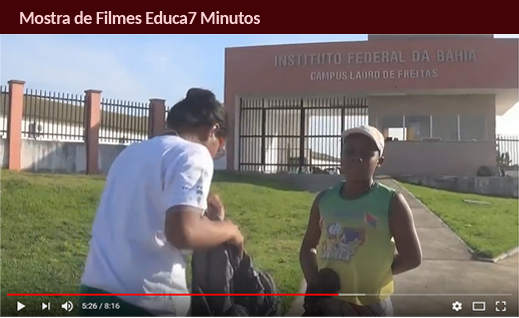 Mostra de Filmes Educa7 Minutos
INSTITUTO FEDERAL DA BAHIA
CAMPUS LAURO DE FREITAS
5:26 / 8:16